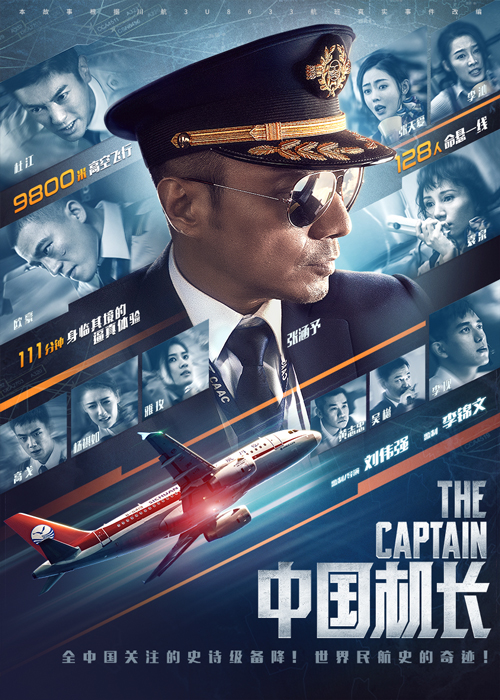 本故事根据川航3U8633航班真实事件改编
杜江
9800米高空飞行
李沁
张天爱
128人命悬一线
欧豪
袁泉
111分钟身临其境的
逼真体验
张涵予
CAAC
雅玫
杨祺如
高戈
李现
吴樾
黄志忠
监制/导演 刘伟强 监制 李锦文
THE
CAPTAIN
中国机长
全中国关注的史诗级备降！世界民航史的奇迹！